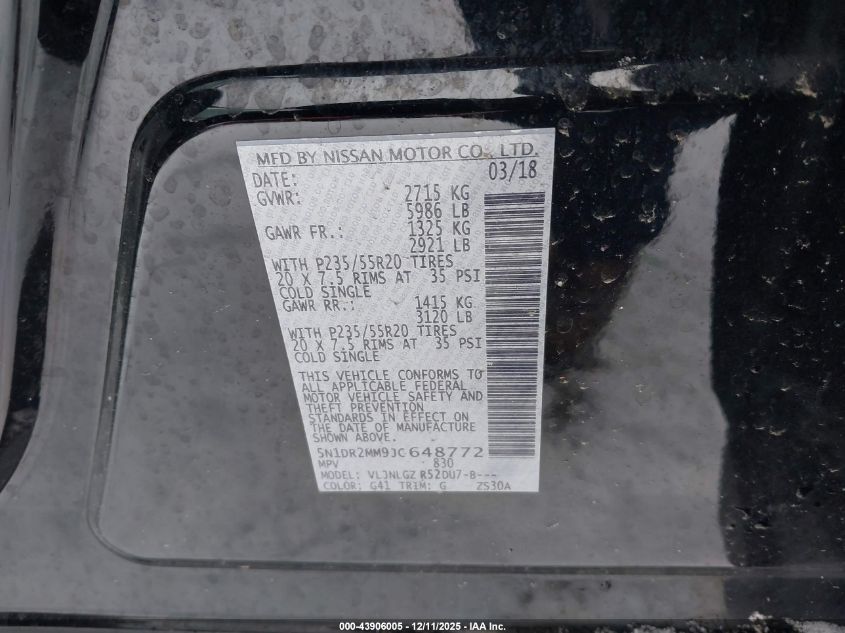 MFD BY NISSAN MOTOR CO., LTD.
DATE: 03/18
GVWR: 2715 KG
5986 LB
GAWR FR.: 1325 KG
2921 LB
WITH P235/55R20 TIRES
20 X 7.5 RIMS AT 35 PSI
COLD SINGLE
GAWR RR.: 1415 KG
3120 LB
WITH P235/55R20 TIRES
20 X 7.5 RIMS AT 35 PSI
COLD SINGLE
THIS VEHICLE CONFORMS TO
ALL APPLICABLE FEDERAL
MOTOR VEHICLE SAFETY AND
THEFT PREVENTION
STANDARDS IN EFFECT ON
THE DATE OF MANUFACTURE
SHOWN ABOVE.
5N1DR2MM9JC648772
MPV 830
MODEL: VLJNLGZ R52DU7-B---
COLOR: G41 TRIM: G ZS30A
000-43906005 - 12/11/2025 - IAA Inc.